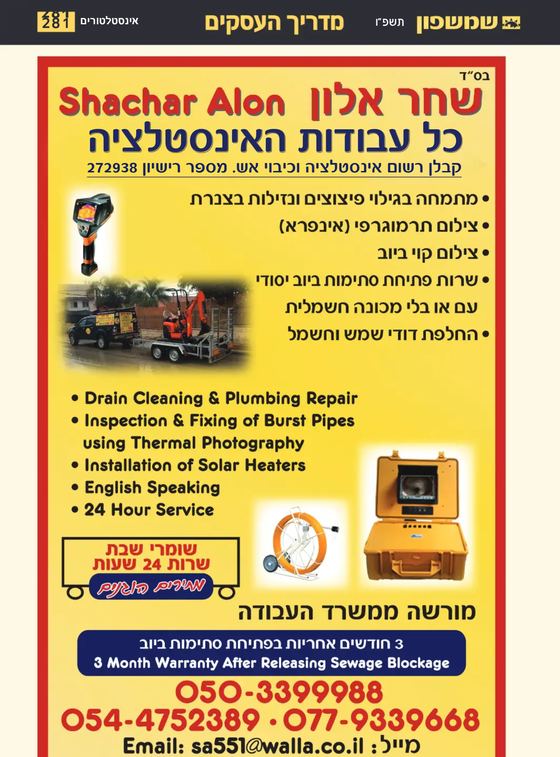 שמשפון
תשפ"ו
מדריך העסקים
אינסטלטורים
281
בס"ד
שחר אלון Shachar Alon
כל עבודות האינסטלציה
קבלן רשום אינסטלציה וכיבוי אש. מספר רישיון 272938
• מתמחה בגילוי פיצוצים ונזילות בצנרת
• צילום תרמוגרפי (אינפרא)
• צילום קוי ביוב
• שרות פתיחת סתימות ביוב יסודי
עם או בלי מכונה חשמלית
• החלפת דודי שמש וחשמל
• Drain Cleaning & Plumbing Repair
• Inspection & Fixing of Burst Pipes
using Thermal Photography
• Installation of Solar Heaters
• English Speaking
• 24 Hour Service
שומרי שבת
שרות 24 שעות
מחירים הוגנים
מורשה ממשרד העבודה
3 חודשים אחריות בפתיחת סתימות ביוב
3 Month Warranty After Releasing Sewage Blockage
050-3399988
054-4752389 • 077-9339668
Email: sa551@walla.co.il : מייל